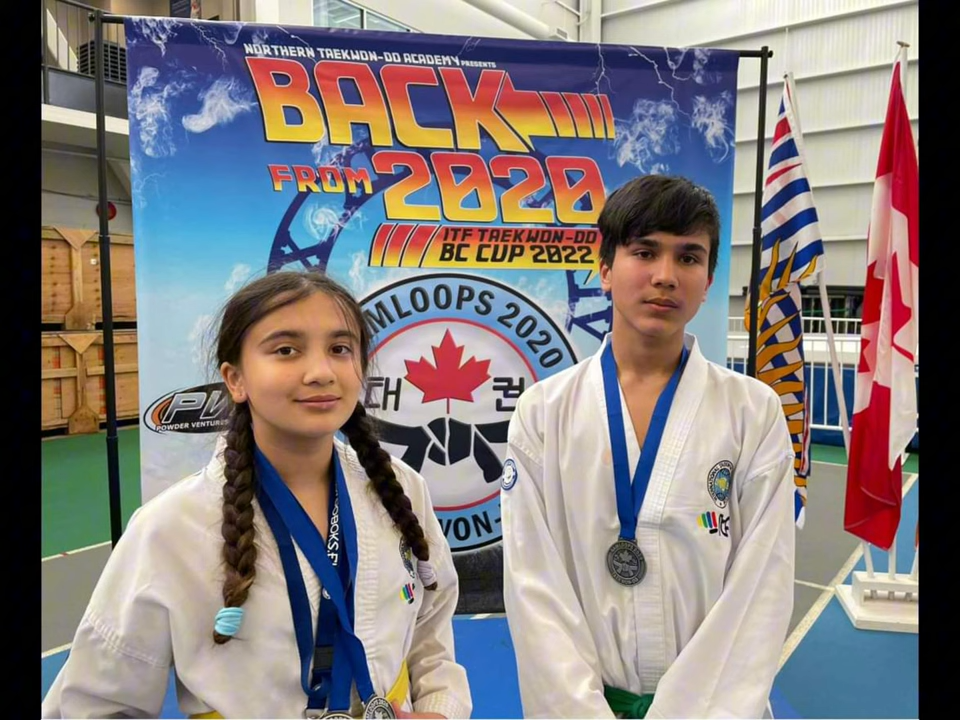 NORTHERN TAEKWON-DO ACADEMY PRESENTS
BACK
FROM 2020
ITF TAEKWON-DO
BC CUP 2022
MLOOPS 2020
대 권
POWDER VENTURES
WON-